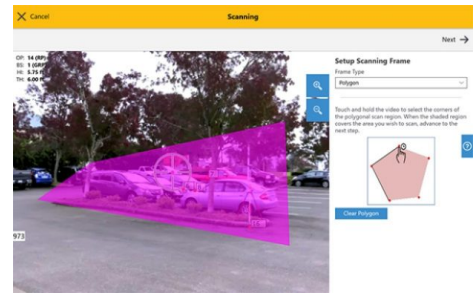 Cancel
Scanning
Next
OP: 14 (RP)
BS: 1 (GRP
HI: 5.75 f
TH: 6.00 f
Setup Scanning Frame
Frame Type
Polygon
Touch and hold the video to select the corners of
the polygonal scan region. When the shaded region
covers the area you wish to scan, advance to the
next step.
973
Clear Polygon